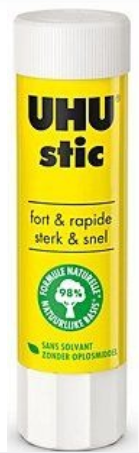 UHU
stic
fort & rapide
sterk & snel
FORMULE NATURELLE*
98%
NATUURLIJKE BASIS*
SANS SOLVANT
ZONDER OPLOSMIDDEL